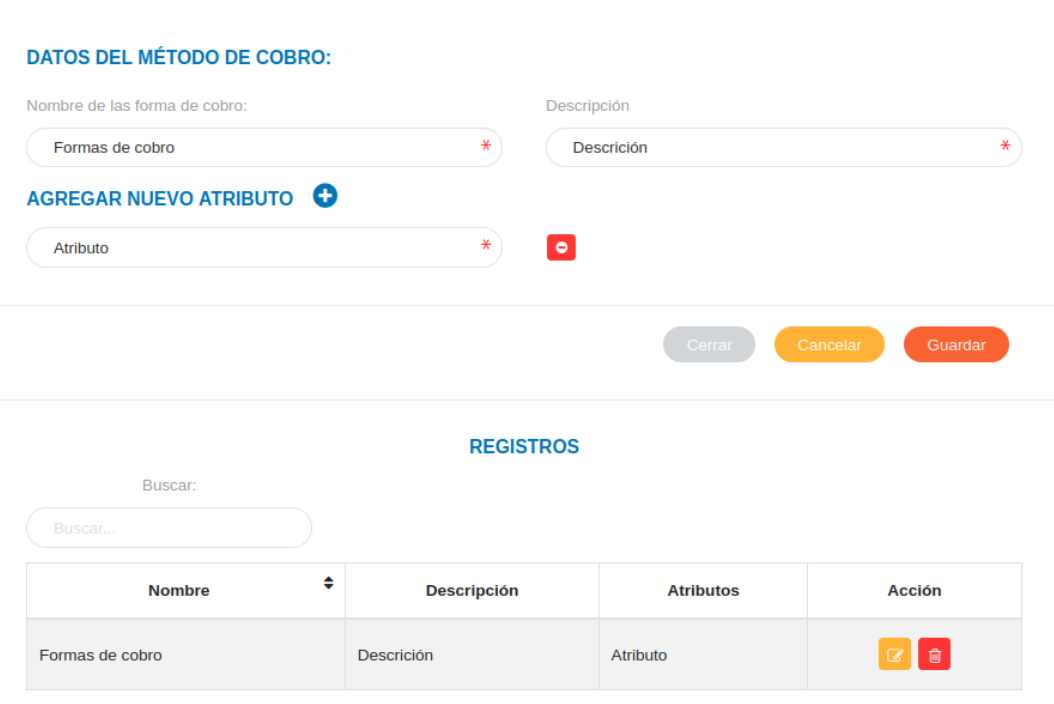 DATOS DEL MÉTODO DE COBRO:
Nombre de las forma de cobro: Descripción
Formas de cobro * Descrición *
AGREGAR NUEVO ATRIBUTO
Atributo *
Cerrar Cancelar Guardar
REGISTROS
Buscar:
Buscar...
Nombre Descripción Atributos Acción
Formas de cobro Descrición Atributo